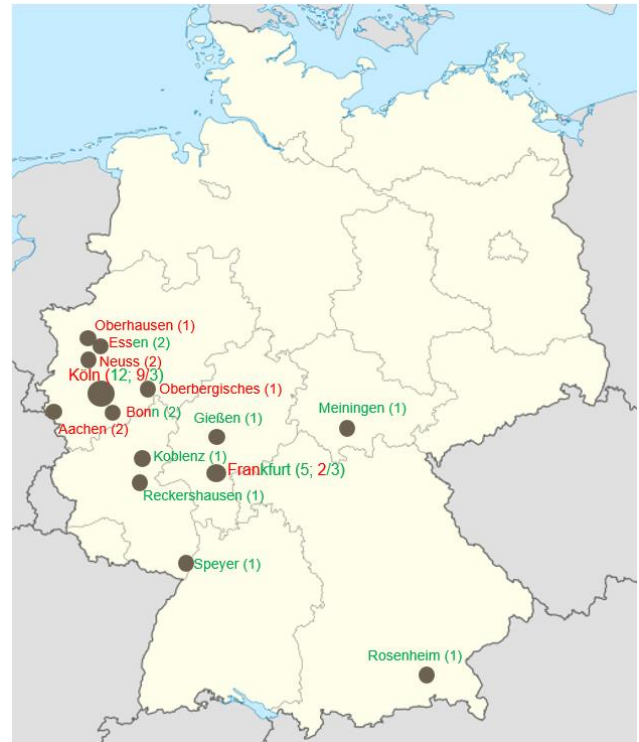 Oberhausen (1)
Essen (2)
Neuss (2)
Köln (12; 9/3)
Oberbergisches (1)
Bonn (2)
Aachen (2)
Gießen (1)
Meiningen (1)
Koblenz (1)
Frankfurt (5; 2/3)
Reckershausen (1)
Speyer (1)
Rosenheim (1)